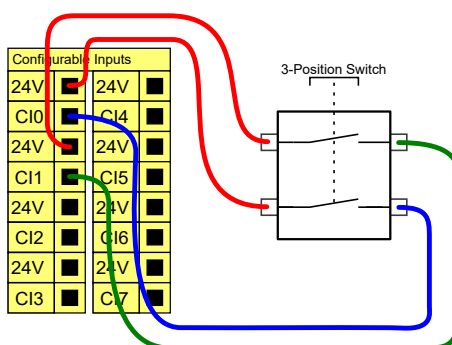 Configurable Inputs
24V 24V
CI0 CI4
24V 24V
CI1 CI5
24V 24V
CI2 CI6
24V 24V
CI3 CI7
3-Position Switch